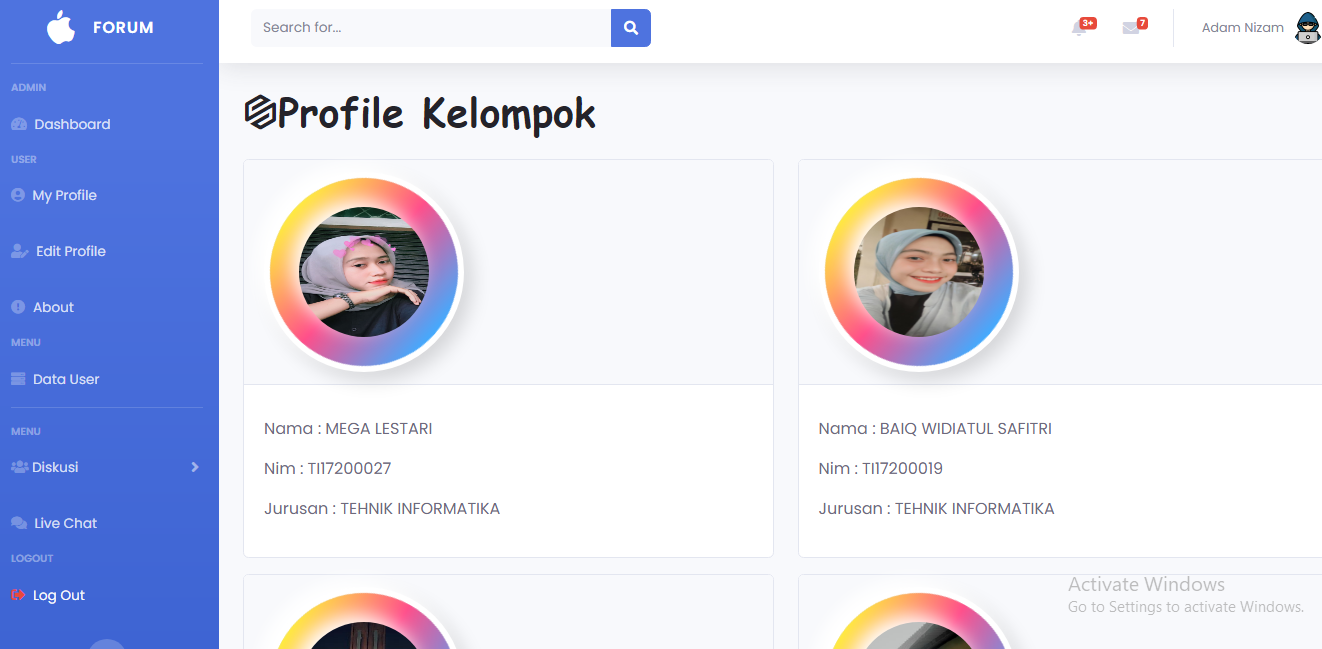 FORUM
Search for...
3+
7
Adam Nizam
ADMIN
Dashboard
USER
My Profile
Edit Profile
About
MENU
Data User
MENU
Diskusi
Live Chat
LOGOUT
Log Out
Profile Kelompok
Nama : MEGA LESTARI
Nim : TI17200027
Jurusan : TEHNIK INFORMATIKA
Nama : BAIQ WIDIATUL SAFITRI
Nim : TI17200019
Jurusan : TEHNIK INFORMATIKA
Activate Windows
Go to Settings to activate Windows.